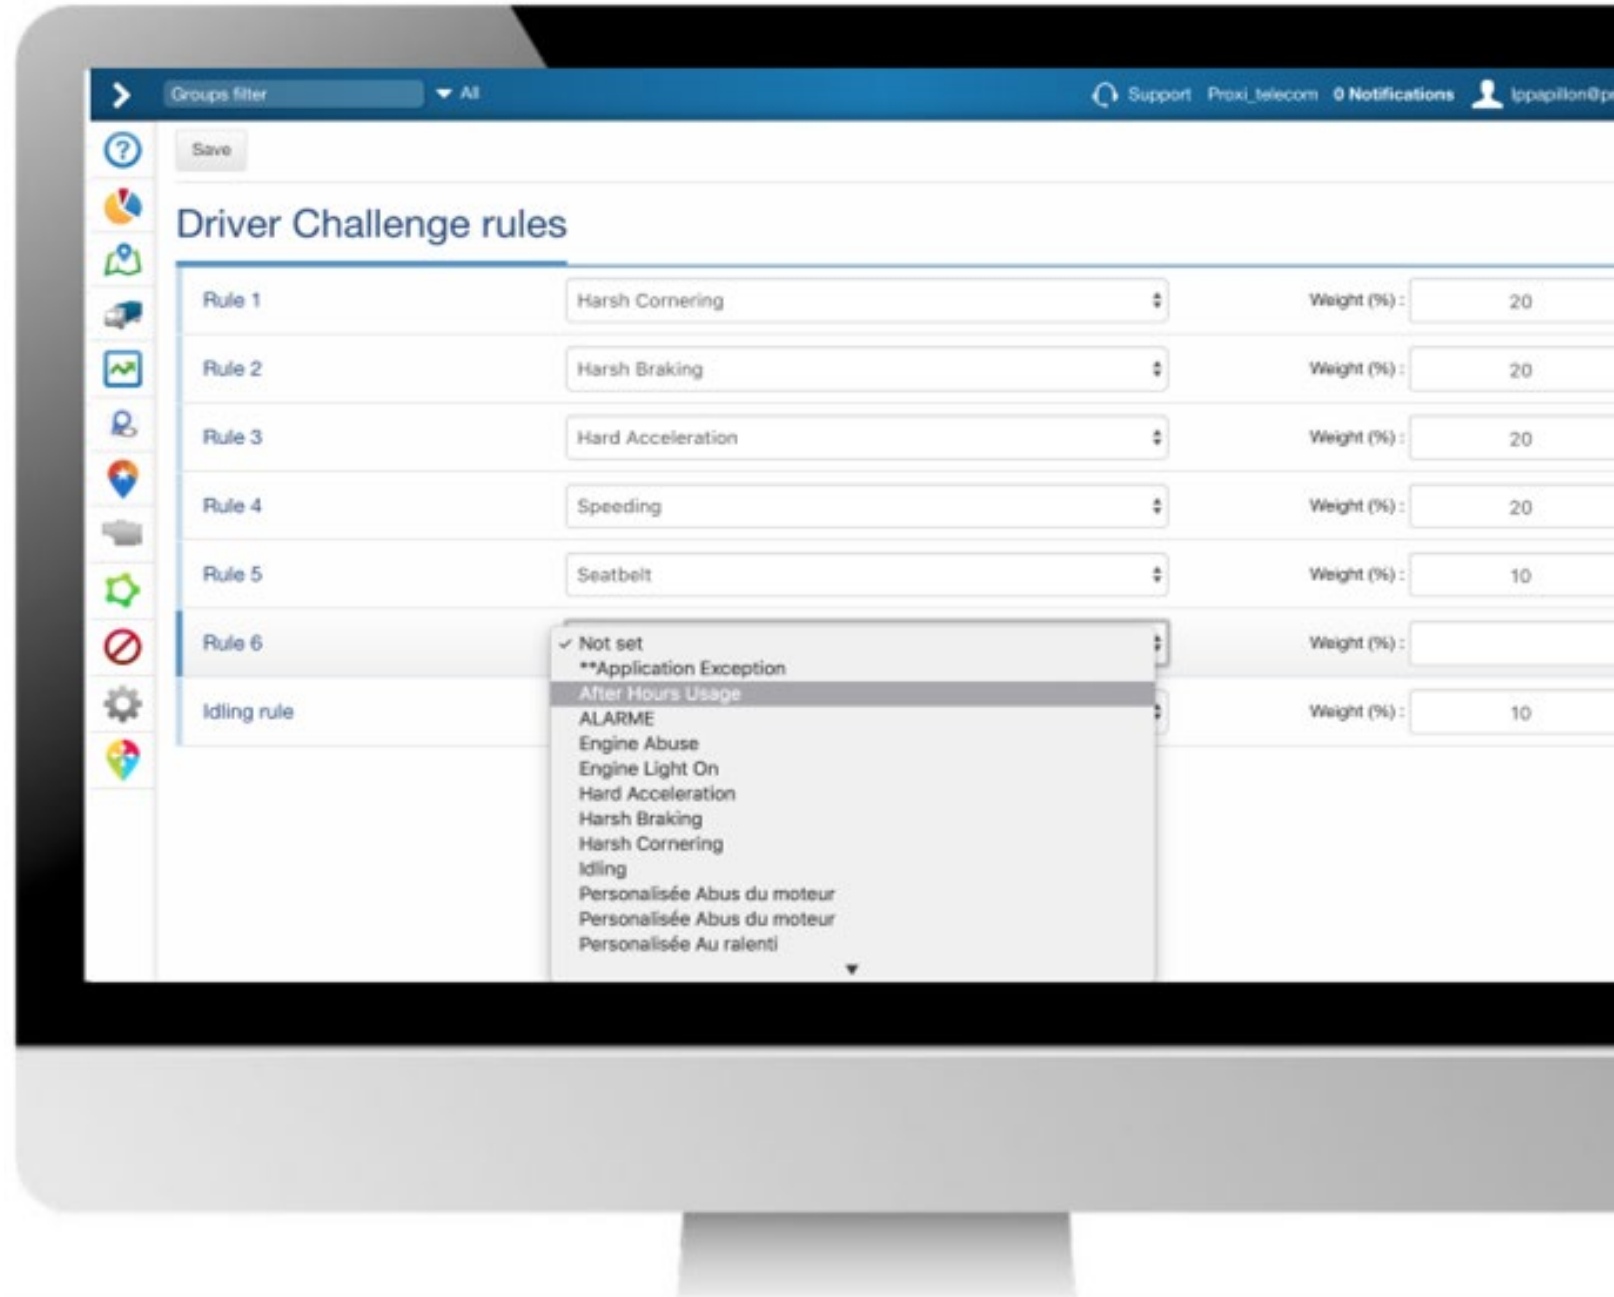 Groups filter All Support Proxi_telecom 0 Notifications
Save
Driver Challenge rules
Rule 1 Harsh Cornering Weight (%) : 20
Rule 2 Harsh Braking Weight (%) : 20
Rule 3 Hard Acceleration Weight (%) : 20
Rule 4 Speeding Weight (%) : 20
Rule 5 Seatbelt Weight (%) : 10
Rule 6 ✓ Not set Weight (%) :
**Application Exception
After Hours Usage
Idling rule Weight (%) : 10
ALARME
Engine Abuse
Engine Light On
Hard Acceleration
Harsh Braking
Harsh Cornering
Idling
Personalisée Abus du moteur
Personalisée Abus du moteur
Personalisée Au ralenti